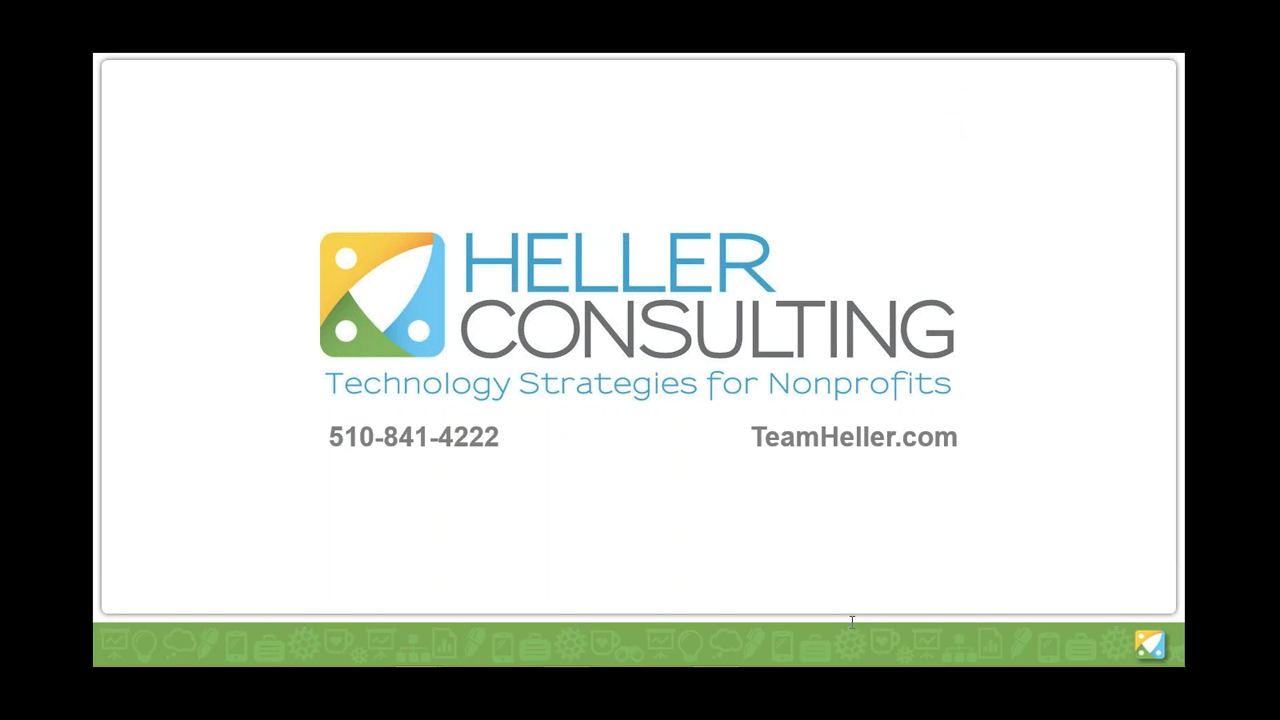 HELLER
CONSULTING
Technology Strategies for Nonprofits
510-841-4222 TeamHeller.com